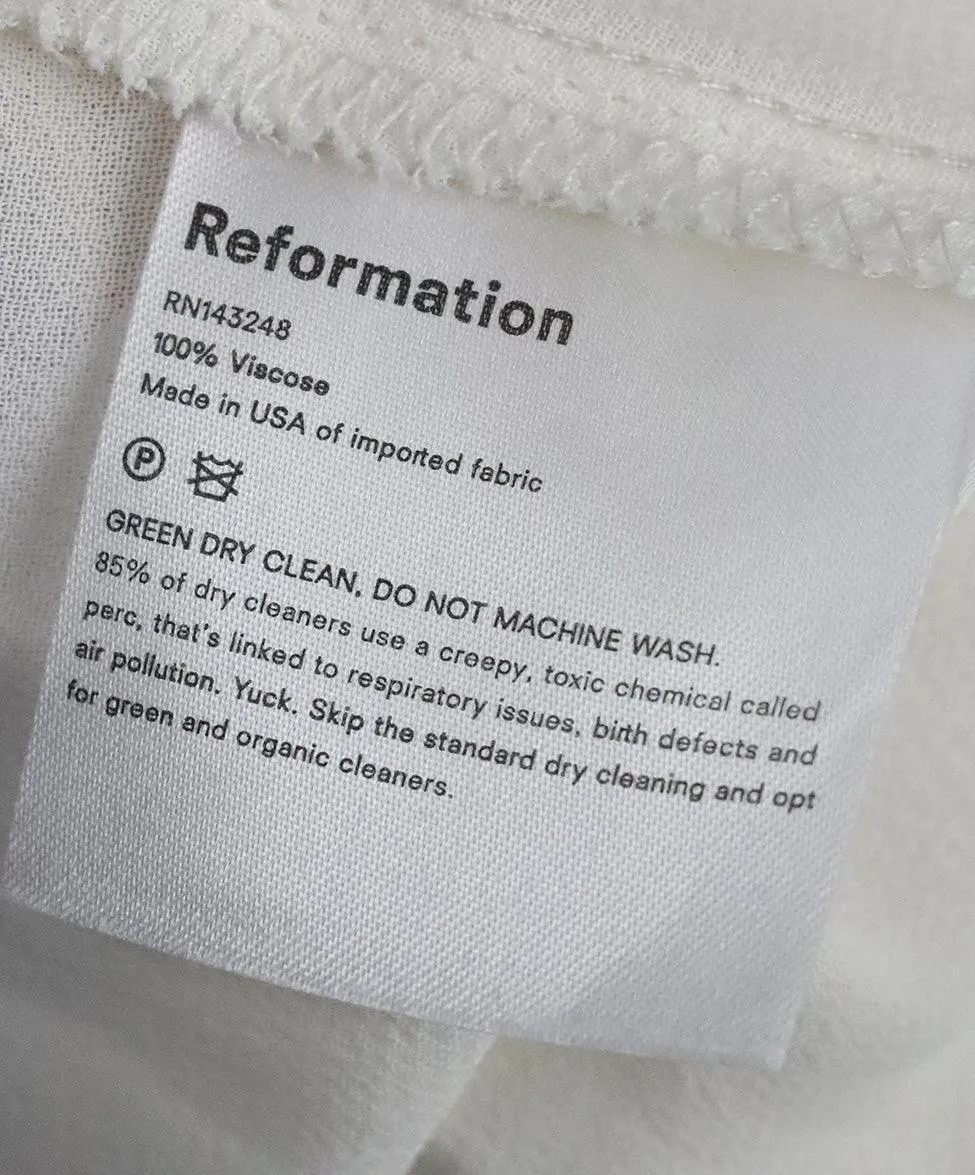 Reformation
RN143248
100% Viscose
Made in USA of imported fabric
P
GREEN DRY CLEAN, DO NOT MACHINE WASH.
85% of dry cleaners use a creepy, toxic chemical called
perc, that's linked to respiratory issues, birth defects and
air pollution. Yuck. Skip the standard dry cleaning and opt
for green and organic cleaners.